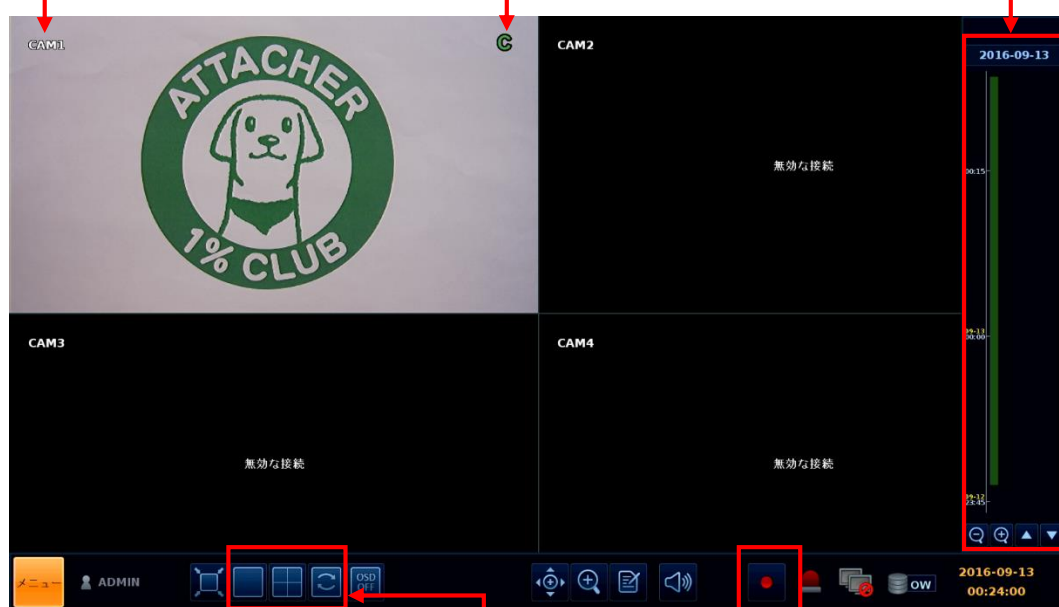 CAM1
C
CAM2
2016-09-13
ATTACHER
1% CLUB
無効な接続
00:15
09-13
00:00
CAM3
CAM4
無効な接続
無効な接続
09-12
23:45
メニュー
ADMIN
OSD
OFF
OW
2016-09-13
00:24:00